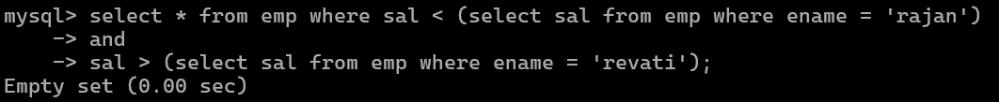 mysql> select * from emp where sal < (select sal from emp where ename = 'rajan')
    -> and
    -> sal > (select sal from emp where ename = 'revati');
Empty set (0.00 sec)